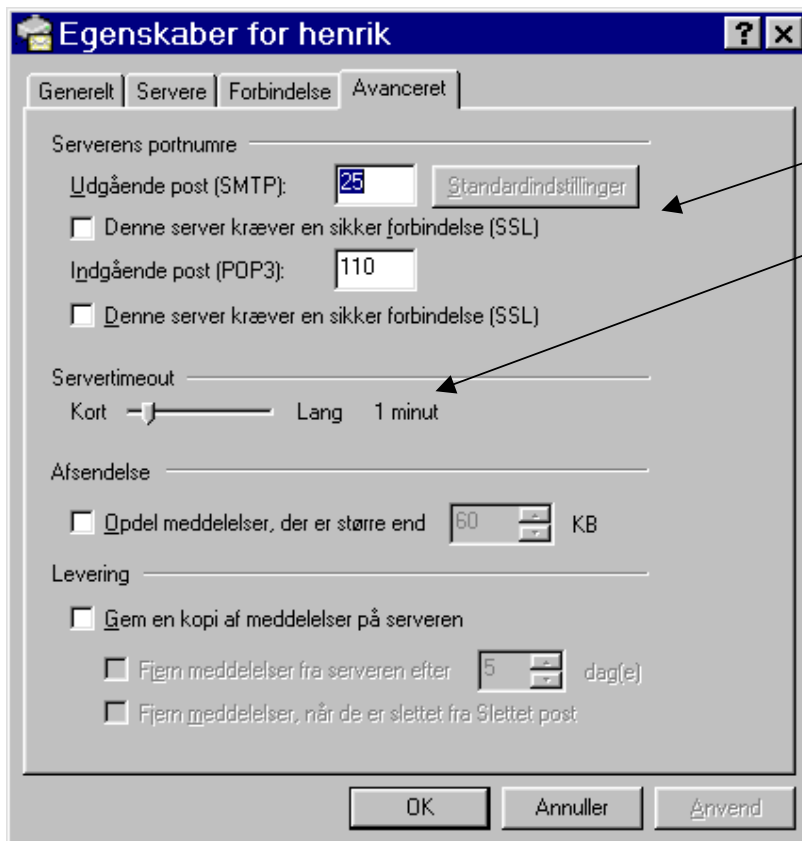 Egenskaber for henrik
Generelt Servere Forbindelse Avanceret
Serverens portnumre
Udgående post (SMTP): 25 Standardindstillinger
Denne server kræver en sikker forbindelse (SSL)
Indgående post (POP3): 110
Denne server kræver en sikker forbindelse (SSL)
Servertimeout
Kort Lang 1 minut
Afsendelse
Opdel meddelelser, der er større end 60 KB
Levering
Gem en kopi af meddelelser på serveren
Fjern meddelelser fra serveren efter 5 dag(e)
Fjern meddelelser, når de er slettet fra Slettet post
OK Annuller Anvend